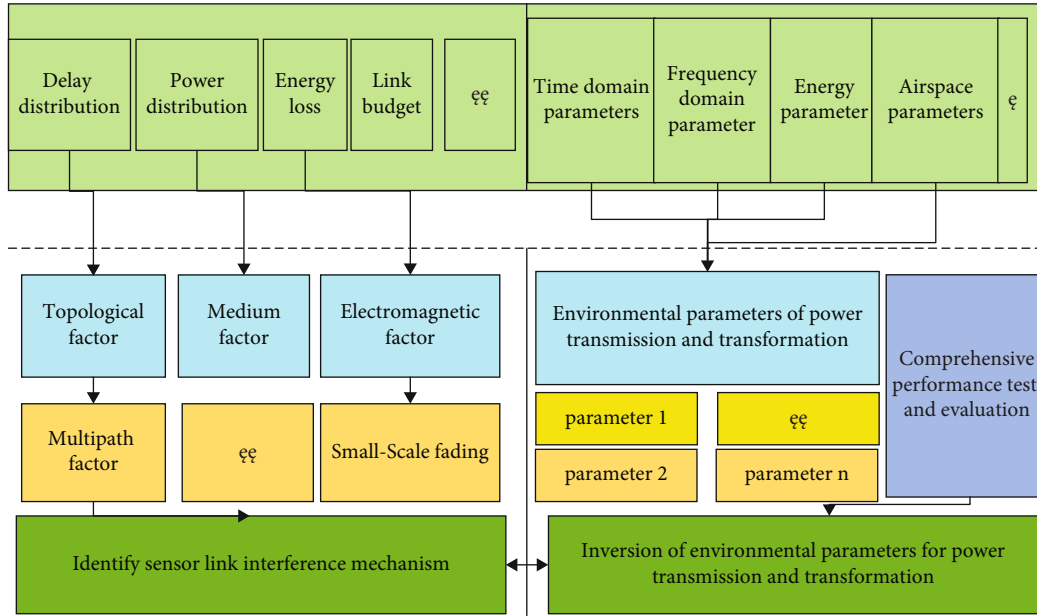 Delay
distribution
Power
distribution
Energy
loss
Link
budget
ęę
Time domain
parameters
Frequency
domain
parameter
Energy
parameter
Airspace
parameters
ę
Topological
factor
Medium
factor
Electromagnetic
factor
Environmental parameters of power
transmission and transformation
Comprehensive
performance test
and evaluation
Multipath
factor
ęę
Small-Scale fading
parameter 1
ęę
parameter 2
parameter n
Identify sensor link interference mechanism
Inversion of environmental parameters for power
transmission and transformation